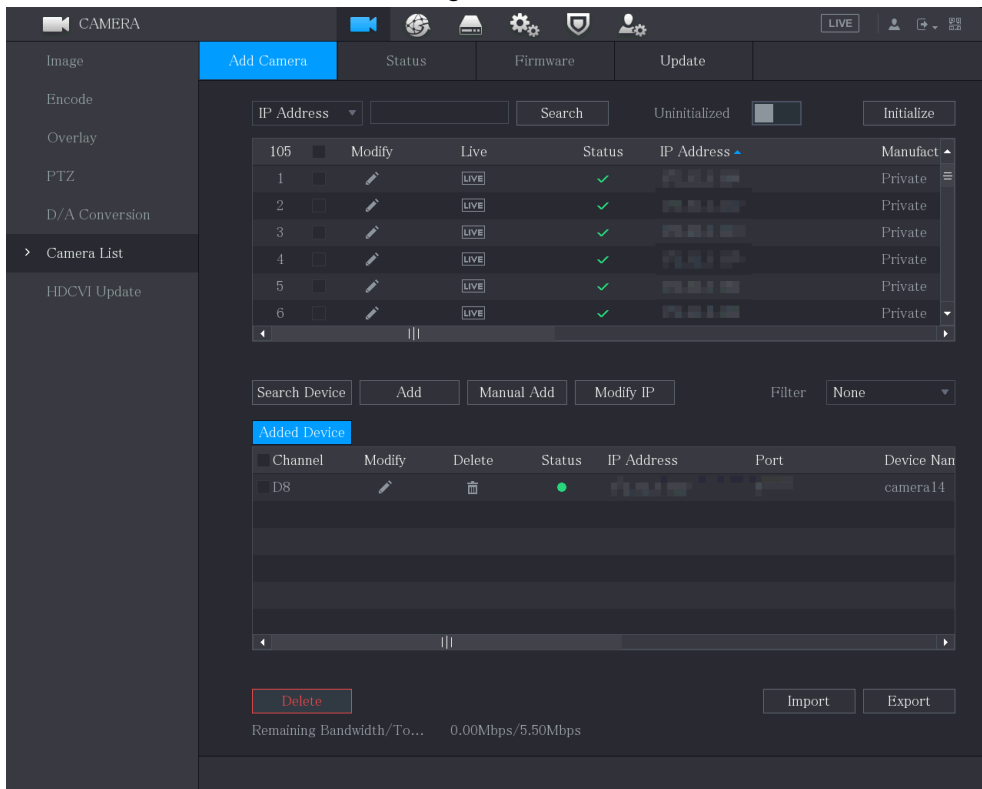 CAMERA LIVE
Image
Encode
Overlay
PTZ
D/A Conversion
Camera List
HDCVI Update
Add Camera Status Firmware Update
IP Address Search Uninitialized Initialize
105 Modify Live Status IP Address Manufact
1 LIVE Private
2 LIVE Private
3 LIVE Private
4 LIVE Private
5 LIVE Private
6 LIVE Private
Search Device Add Manual Add Modify IP Filter None
Added Device
Channel Modify Delete Status IP Address Port Device Nam
D8 camera14
Delete Import Export
Remaining Bandwidth/To... 0.00Mbps/5.50Mbps